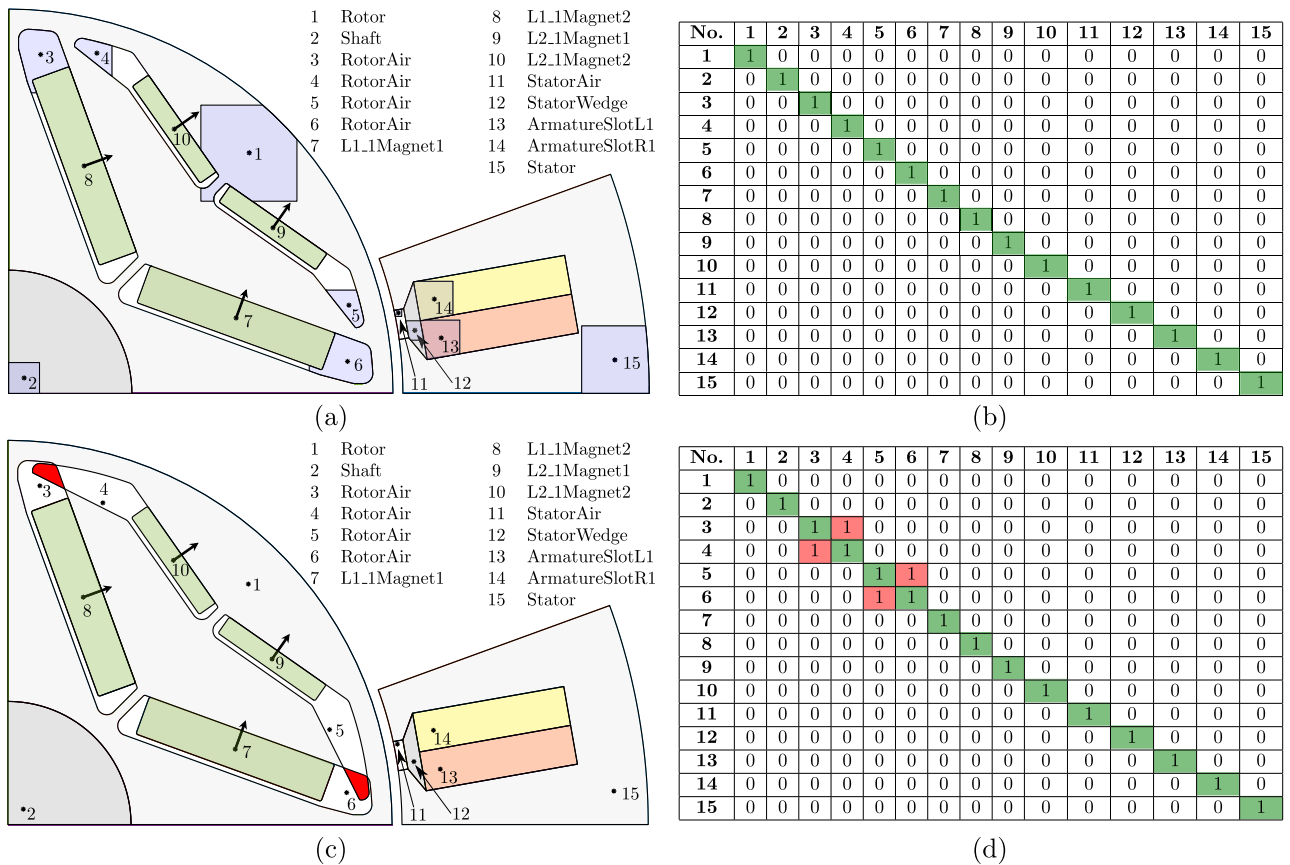 1 Rotor 8 L1_1Magnet2
2 Shaft 9 L2_1Magnet1
3 RotorAir 10 L2_1Magnet2
4 RotorAir 11 StatorAir
5 RotorAir 12 StatorWedge
6 RotorAir 13 ArmatureSlotL1
7 L1_1Magnet1 14 ArmatureSlotR1
15 Stator
3
4
10
1
8
9
14
5
7
13
6
15
2
11 12
(a)
No. 1 2 3 4 5 6 7 8 9 10 11 12 13 14 15
1 1 0 0 0 0 0 0 0 0 0 0 0 0 0 0
2 0 1 0 0 0 0 0 0 0 0 0 0 0 0 0
3 0 0 1 0 0 0 0 0 0 0 0 0 0 0 0
4 0 0 0 1 0 0 0 0 0 0 0 0 0 0 0
5 0 0 0 0 1 0 0 0 0 0 0 0 0 0 0
6 0 0 0 0 0 1 0 0 0 0 0 0 0 0 0
7 0 0 0 0 0 0 1 0 0 0 0 0 0 0 0
8 0 0 0 0 0 0 0 1 0 0 0 0 0 0 0
9 0 0 0 0 0 0 0 0 1 0 0 0 0 0 0
10 0 0 0 0 0 0 0 0 0 1 0 0 0 0 0
11 0 0 0 0 0 0 0 0 0 0 1 0 0 0 0
12 0 0 0 0 0 0 0 0 0 0 0 1 0 0 0
13 0 0 0 0 0 0 0 0 0 0 0 0 1 0 0
14 0 0 0 0 0 0 0 0 0 0 0 0 0 1 0
15 0 0 0 0 0 0 0 0 0 0 0 0 0 0 1
(b)
1 Rotor 8 L1_1Magnet2
2 Shaft 9 L2_1Magnet1
3 RotorAir 10 L2_1Magnet2
4 RotorAir 11 StatorAir
5 RotorAir 12 StatorWedge
6 RotorAir 13 ArmatureSlotL1
7 L1_1Magnet1 14 ArmatureSlotR1
15 Stator
3
4
10
1
8
9
5
14
7
13
6
15
2
11 12
(c)
No. 1 2 3 4 5 6 7 8 9 10 11 12 13 14 15
1 1 0 0 0 0 0 0 0 0 0 0 0 0 0 0
2 0 1 0 0 0 0 0 0 0 0 0 0 0 0 0
3 0 0 1 1 0 0 0 0 0 0 0 0 0 0 0
4 0 0 1 1 0 0 0 0 0 0 0 0 0 0 0
5 0 0 0 0 1 1 0 0 0 0 0 0 0 0 0
6 0 0 0 0 1 1 0 0 0 0 0 0 0 0 0
7 0 0 0 0 0 0 1 0 0 0 0 0 0 0 0
8 0 0 0 0 0 0 0 1 0 0 0 0 0 0 0
9 0 0 0 0 0 0 0 0 1 0 0 0 0 0 0
10 0 0 0 0 0 0 0 0 0 1 0 0 0 0 0
11 0 0 0 0 0 0 0 0 0 0 1 0 0 0 0
12 0 0 0 0 0 0 0 0 0 0 0 1 0 0 0
13 0 0 0 0 0 0 0 0 0 0 0 0 1 0 0
14 0 0 0 0 0 0 0 0 0 0 0 0 0 1 0
15 0 0 0 0 0 0 0 0 0 0 0 0 0 0 1
(d)